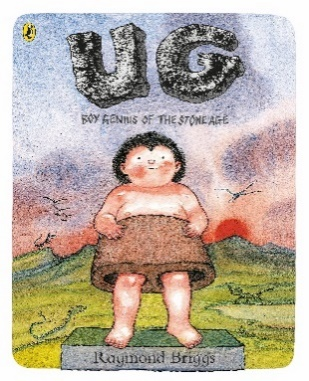 UG
BOY GENIUS OF THE STONE AGE
Raymond Briggs